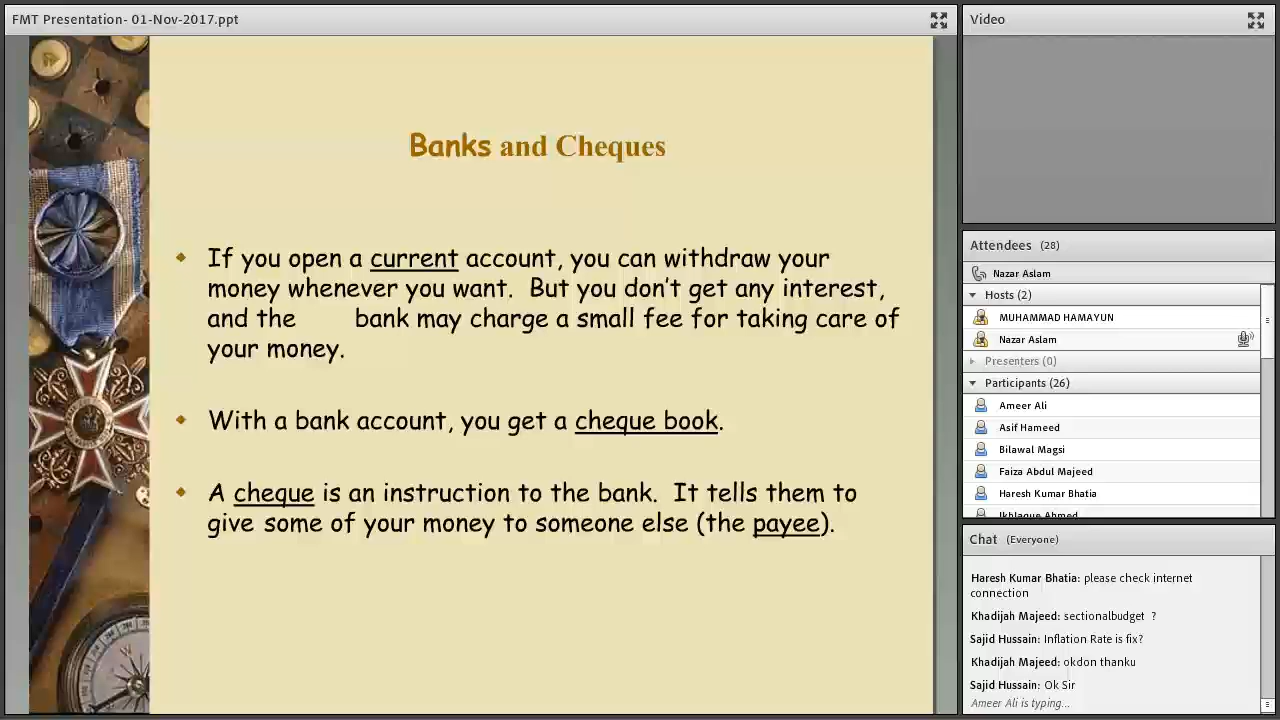 FMT Presentation- 01-Nov-2017.ppt
Banks and Cheques
If you open a current account, you can withdraw your
money whenever you want. But you don't get any interest,
and the bank may charge a small fee for taking care of
your money.
With a bank account, you get a cheque book.
A cheque is an instruction to the bank. It tells them to
give some of your money to someone else (the payee).
Video
Attendees (28)
Nazar Aslam
Hosts (2)
MUHAMMAD HAMAYUN
Nazar Aslam
Presenters (0)
Participants (26)
Ameer Ali
Asif Hameed
Bilawal Magsi
Faiza Abdul Majeed
Haresh Kumar Bhatia
Ikhlaque Ahmed
Chat (Everyone)
Haresh Kumar Bhatia: please check internet
connection
Khadijah Majeed: sectionalbudget ?
Sajid Hussain: Inflation Rate is fix?
Khadijah Majeed: okdon thanku
Sajid Hussain: Ok Sir
Ameer Ali is typing...